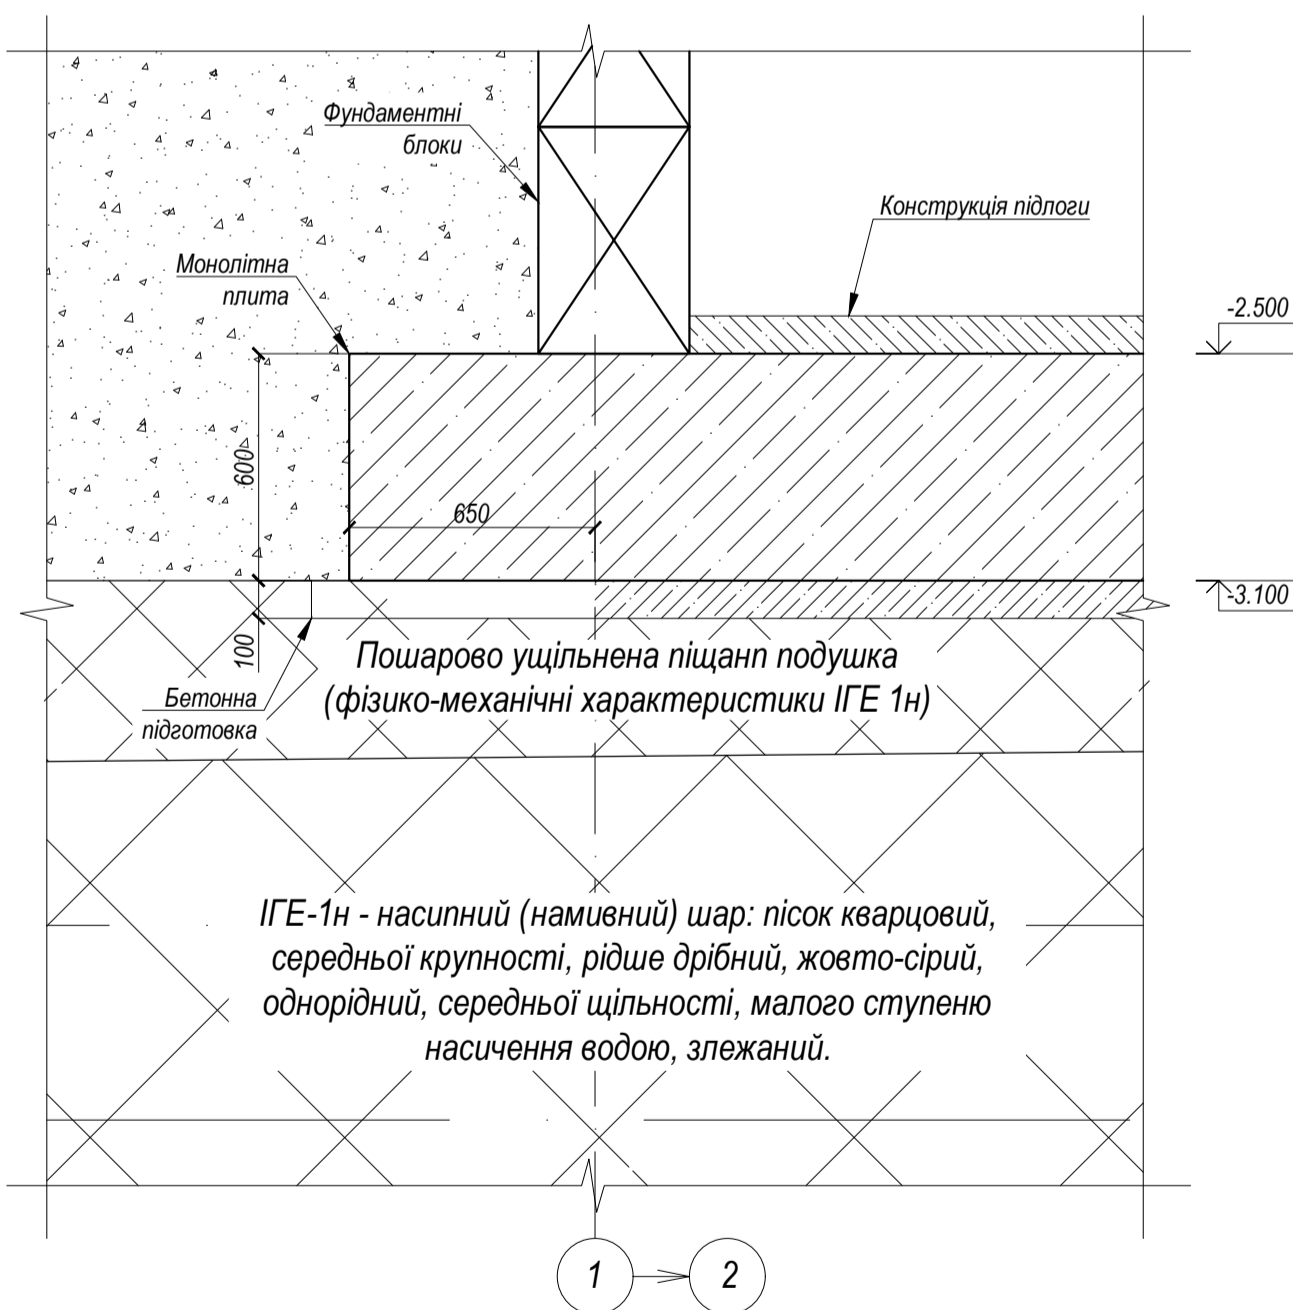 Фундаментні
блоки
Конструкція підлоги
Монолітна
плита
-2.500
600
650
-3.100
100
Пошарово ущільнена піщанп подушка
(фізико-механічні характеристики ІГЕ 1н)
Бетонна
підготовка
ІГЕ-1н - насипний (намивний) шар: пісок кварцовий,
середньої крупності, рідше дрібний, жовто-сірий,
однорідний, середньої щільності, малого ступеню
насичення водою, злежаний.
1
2